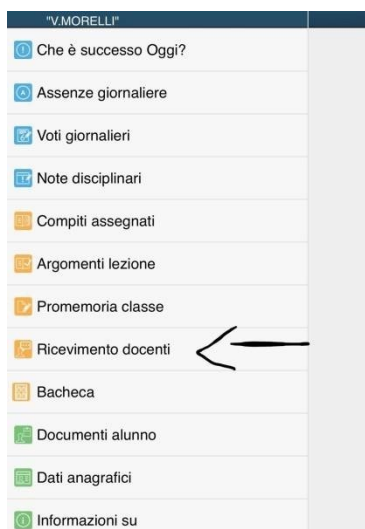 "V.MORELLI"
Che è successo Oggi?
Assenze giornaliere
Voti giornalieri
Note disciplinari
Compiti assegnati
Argomenti lezione
Promemoria classe
Ricevimento docenti
Bacheca
Documenti alunno
Dati anagrafici
Informazioni su